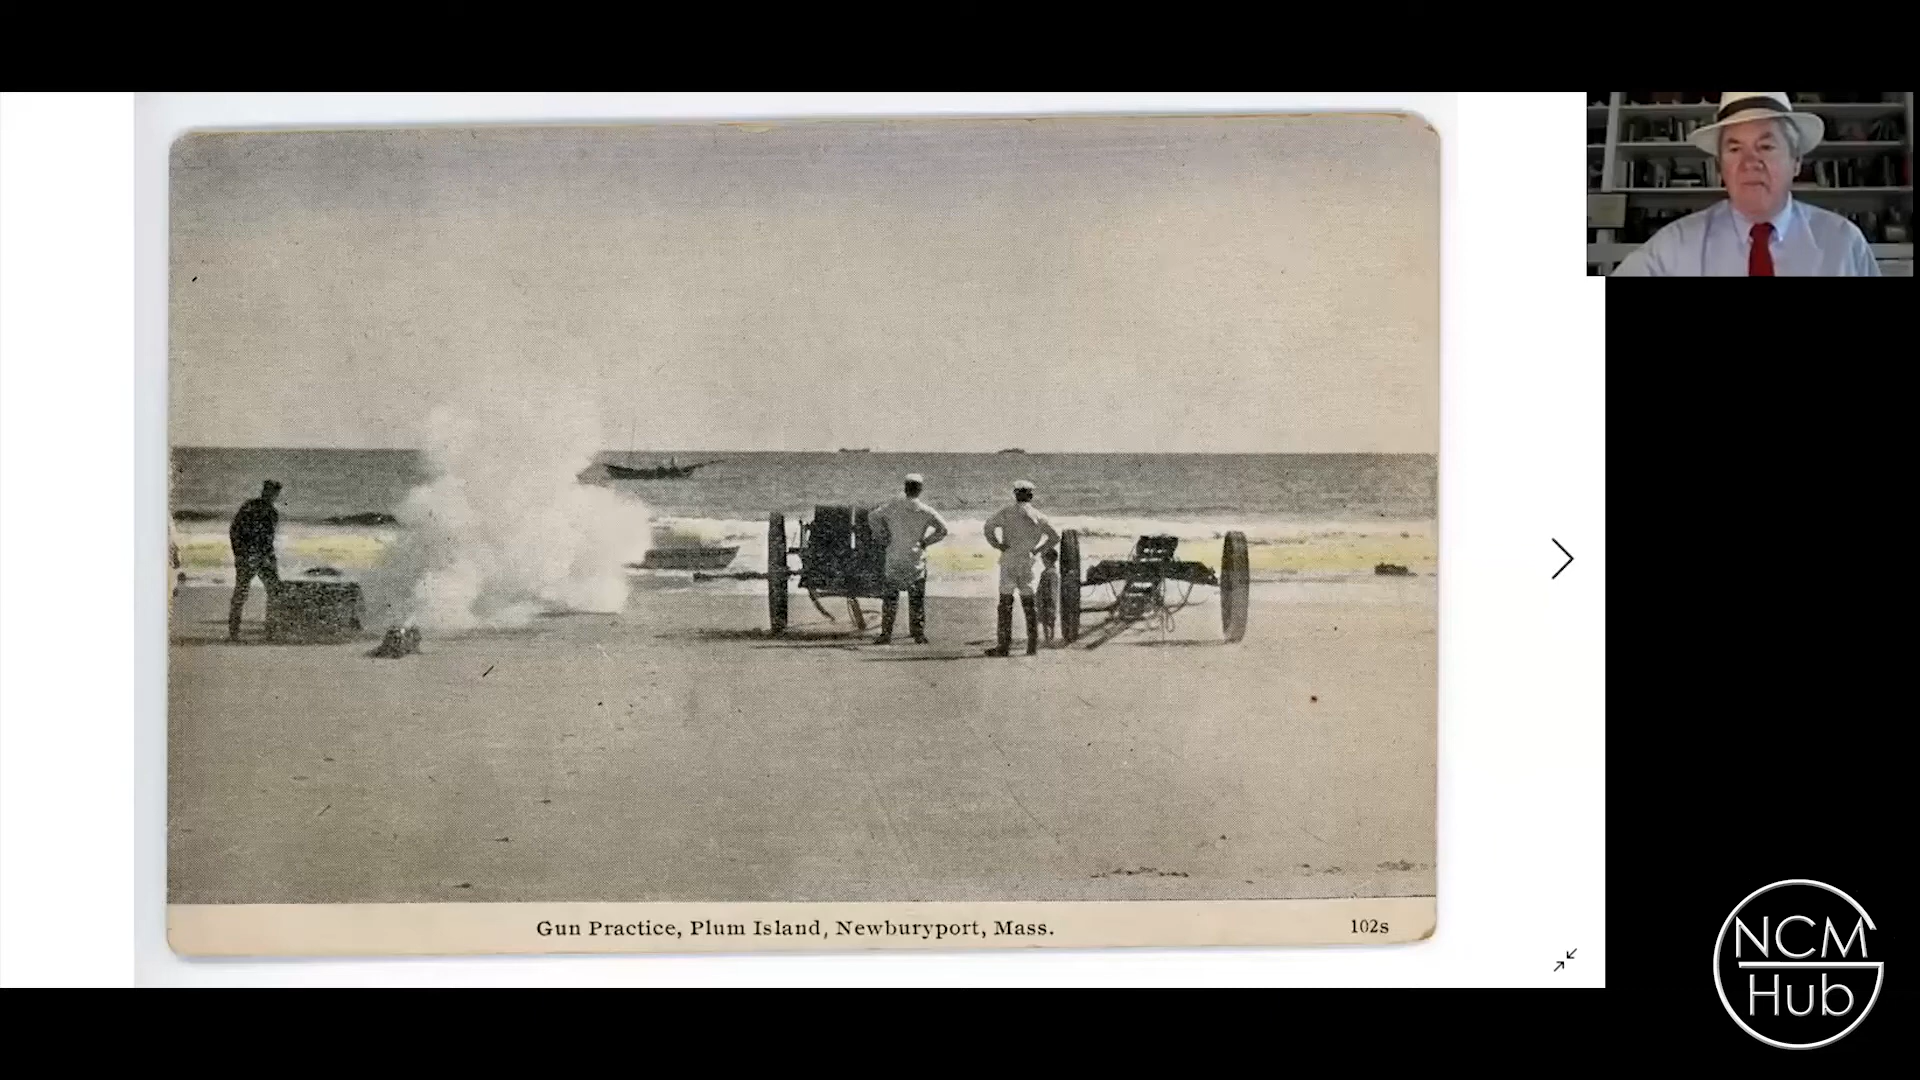 Gun Practice, Plum Island, Newburyport, Mass.
102s
NCM
Hub